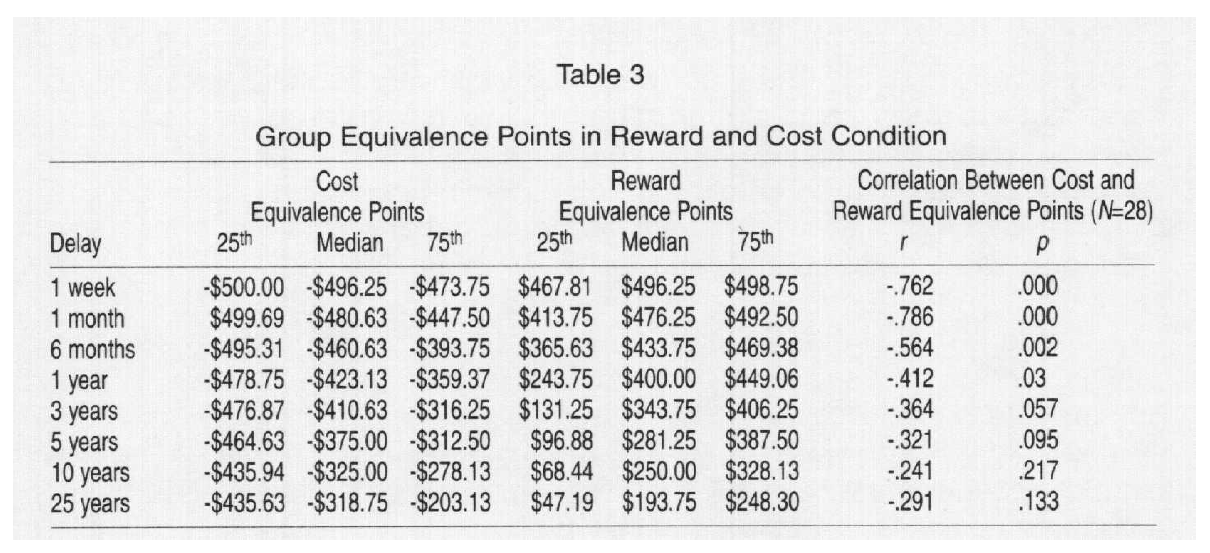 Table 3
Group Equivalence Points in Reward and Cost Condition
Cost Reward Correlation Between Cost and
Equivalence Points Equivalence Points Reward Equivalence Points (N=28)
Delay 25th Median 75th 25th Median 75th r p
1 week -$500.00 -$496.25 -$473.75 $467.81 $496.25 $498.75 -.762 .000
1 month $499.69 -$480.63 -$447.50 $413.75 $476.25 $492.50 -.786 .000
6 months -$495.31 -$460.63 -$393.75 $365.63 $433.75 $469.38 -.564 .002
1 year -$478.75 -$423.13 -$359.37 $243.75 $400.00 $449.06 -.412 .03
3 years -$476.87 -$410.63 -$316.25 $131.25 $343.75 $406.25 -.364 .057
5 years -$464.63 -$375.00 -$312.50 $96.88 $281.25 $387.50 -.321 .095
10 years -$435.94 -$325.00 -$278.13 $68.44 $250.00 $328.13 -.241 .217
25 years -$435.63 -$318.75 -$203.13 $47.19 $193.75 $248.30 -.291 .133